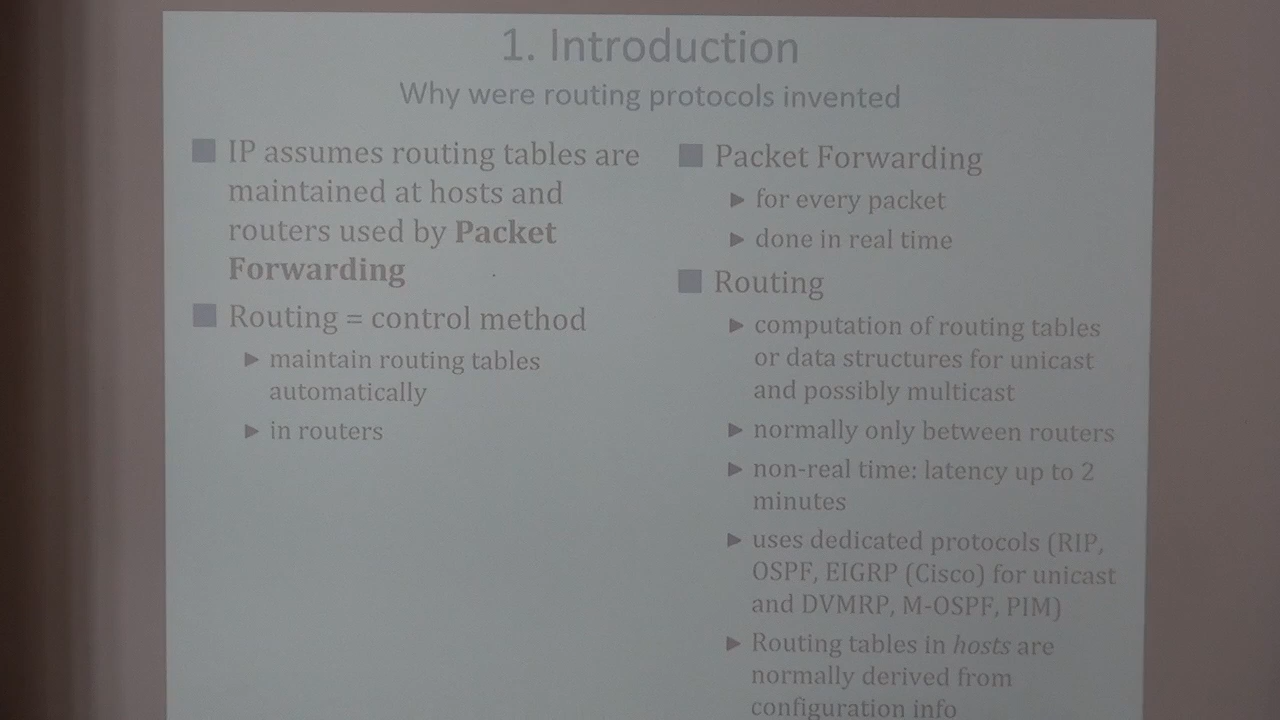 1. Introduction
Why were routing protocols invented
IP assumes routing tables are
maintained at hosts and
routers used by Packet
Forwarding
Routing = control method
maintain routing tables
automatically
in routers
Packet Forwarding
for every packet
done in real time
Routing
computation of routing tables
or data structures for unicast
and possibly multicast
normally only between routers
non-real time: latency up to 2
minutes
uses dedicated protocols (RIP,
OSPF, EIGRP (Cisco) for unicast
and DVMRP, M-OSPF, PIM)
Routing tables in hosts are
normally derived from
configuration info